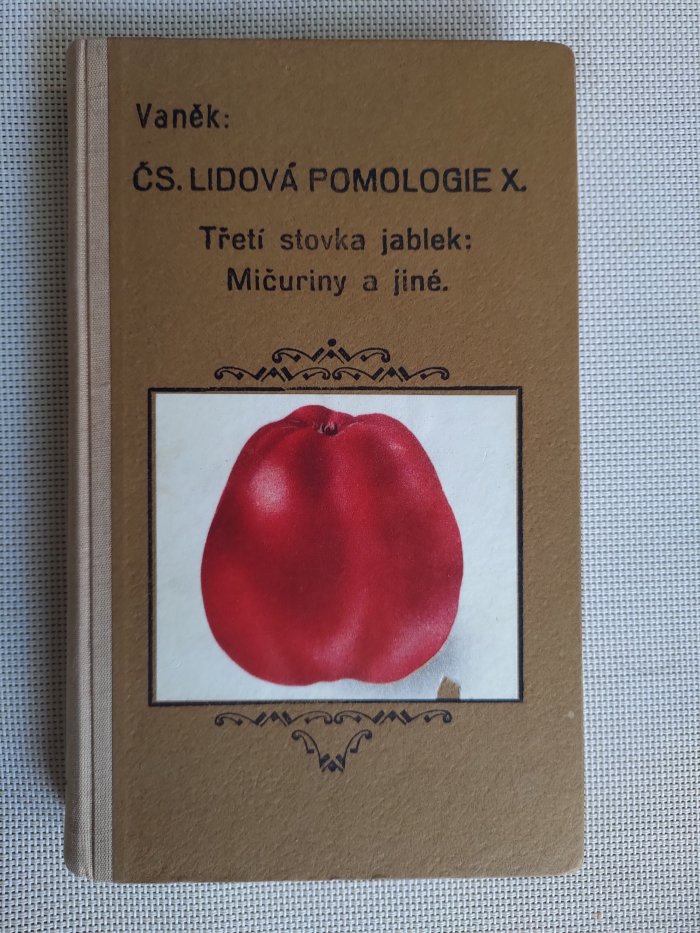 Vaněk:
ČS. LIDOVÁ POMOLOGIE X.
Třetí stovka jablek:
Mičuriny a jiné.